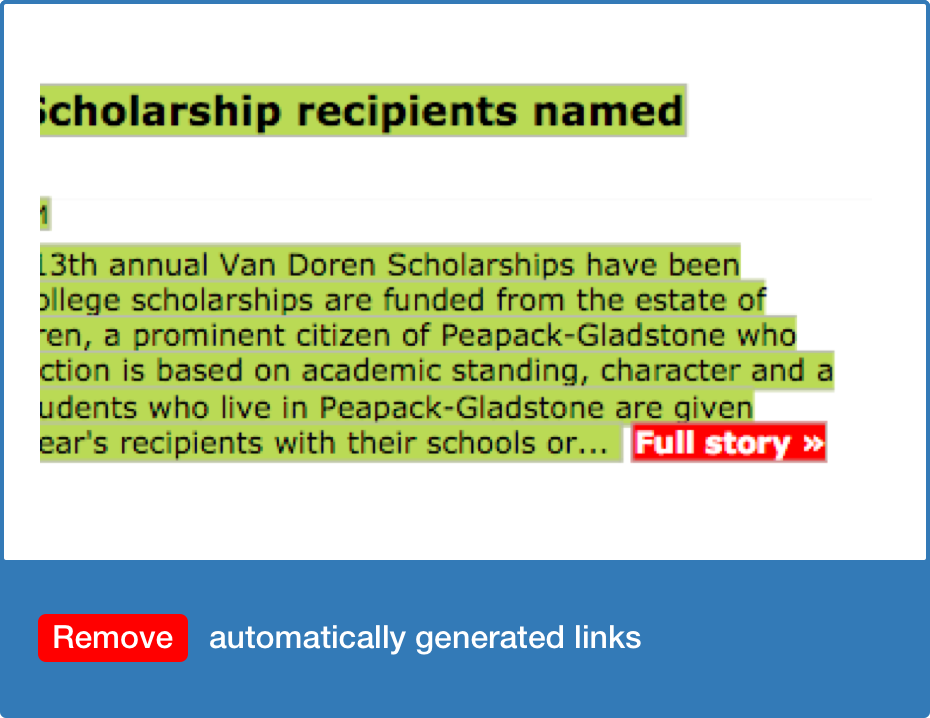 Scholarship recipients named
M
13th annual Van Doren Scholarships have been
ollege scholarships are funded from the estate of
ren, a prominent citizen of Peapack-Gladstone who
ction is based on academic standing, character and a
udents who live in Peapack-Gladstone are given
ear's recipients with their schools or... Full story »
Remove automatically generated links